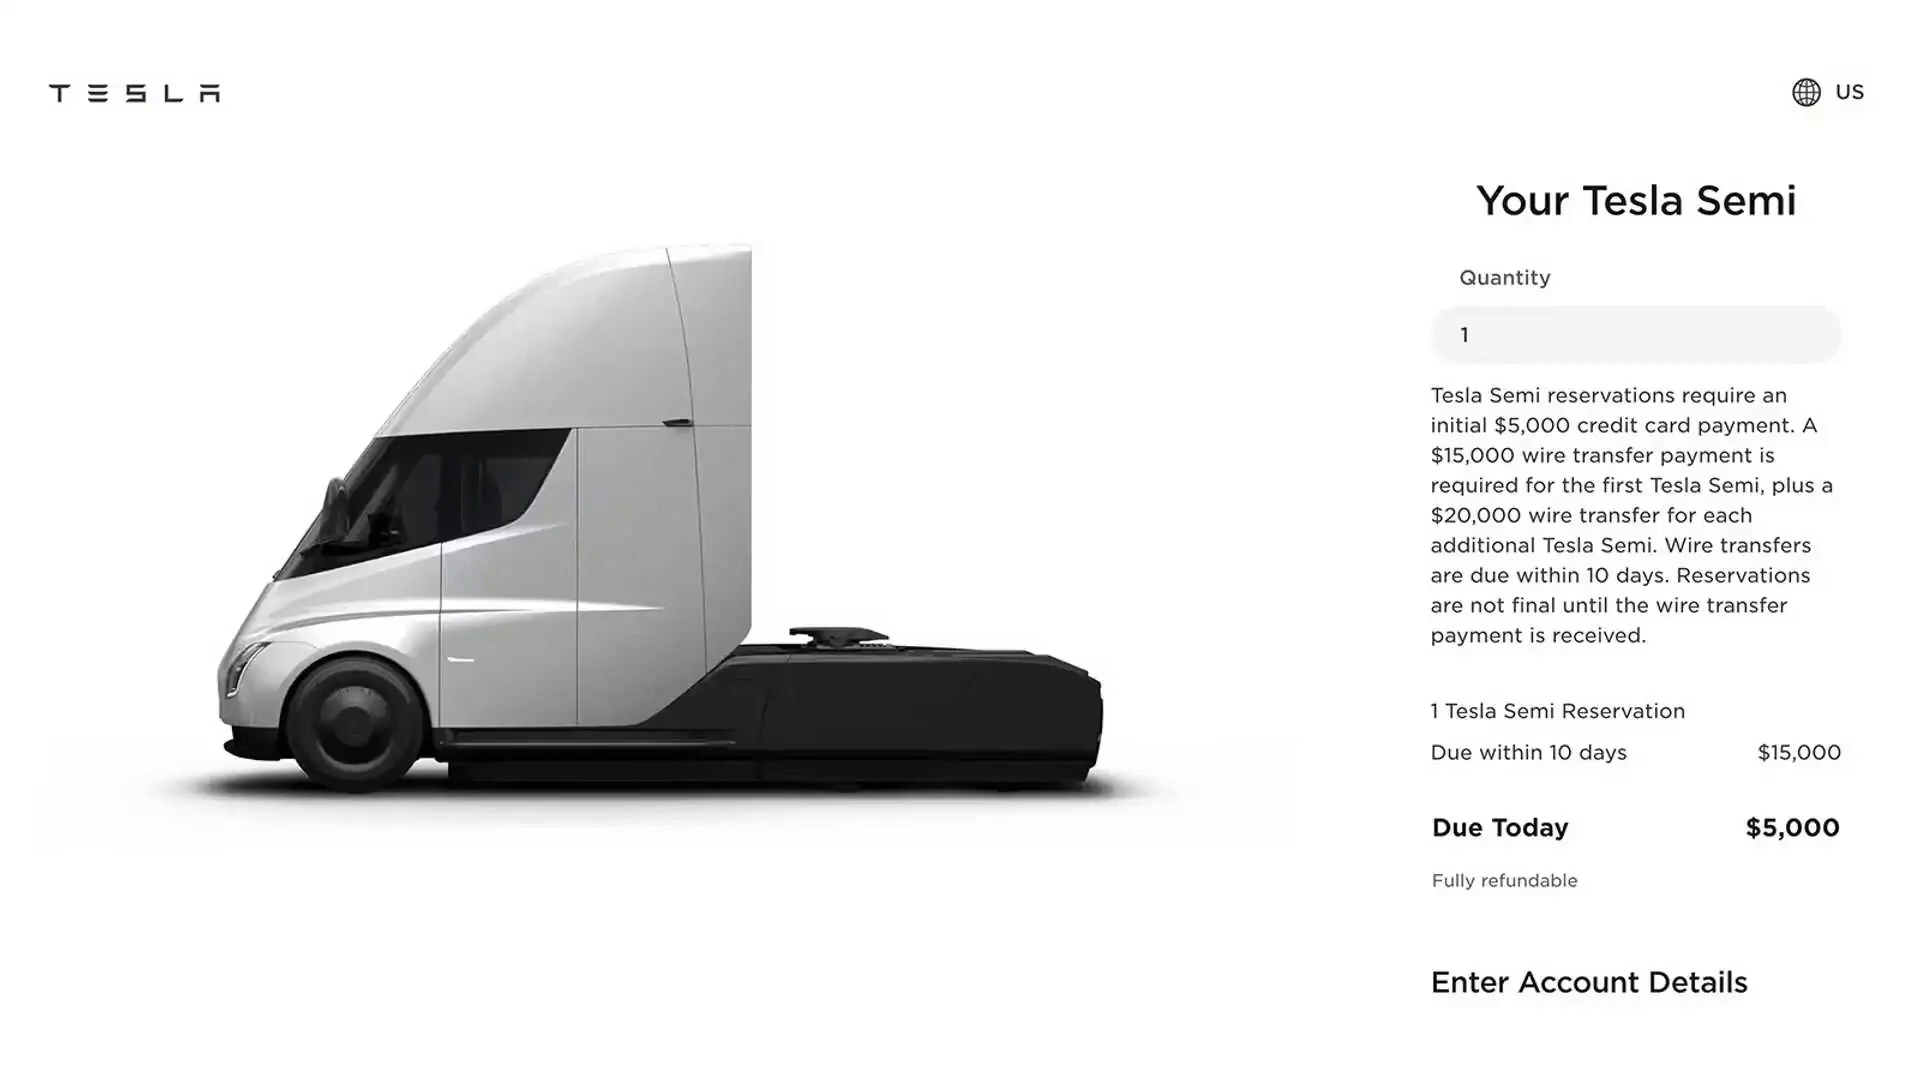 TESLA
US
Your Tesla Semi
Quantity
1
Tesla Semi reservations require an
initial $5,000 credit card payment. A
$15,000 wire transfer payment is
required for the first Tesla Semi, plus a
$20,000 wire transfer for each
additional Tesla Semi. Wire transfers
are due within 10 days. Reservations
are not final until the wire transfer
payment is received.
1 Tesla Semi Reservation
Due within 10 days $15,000
Due Today $5,000
Fully refundable
Enter Account Details